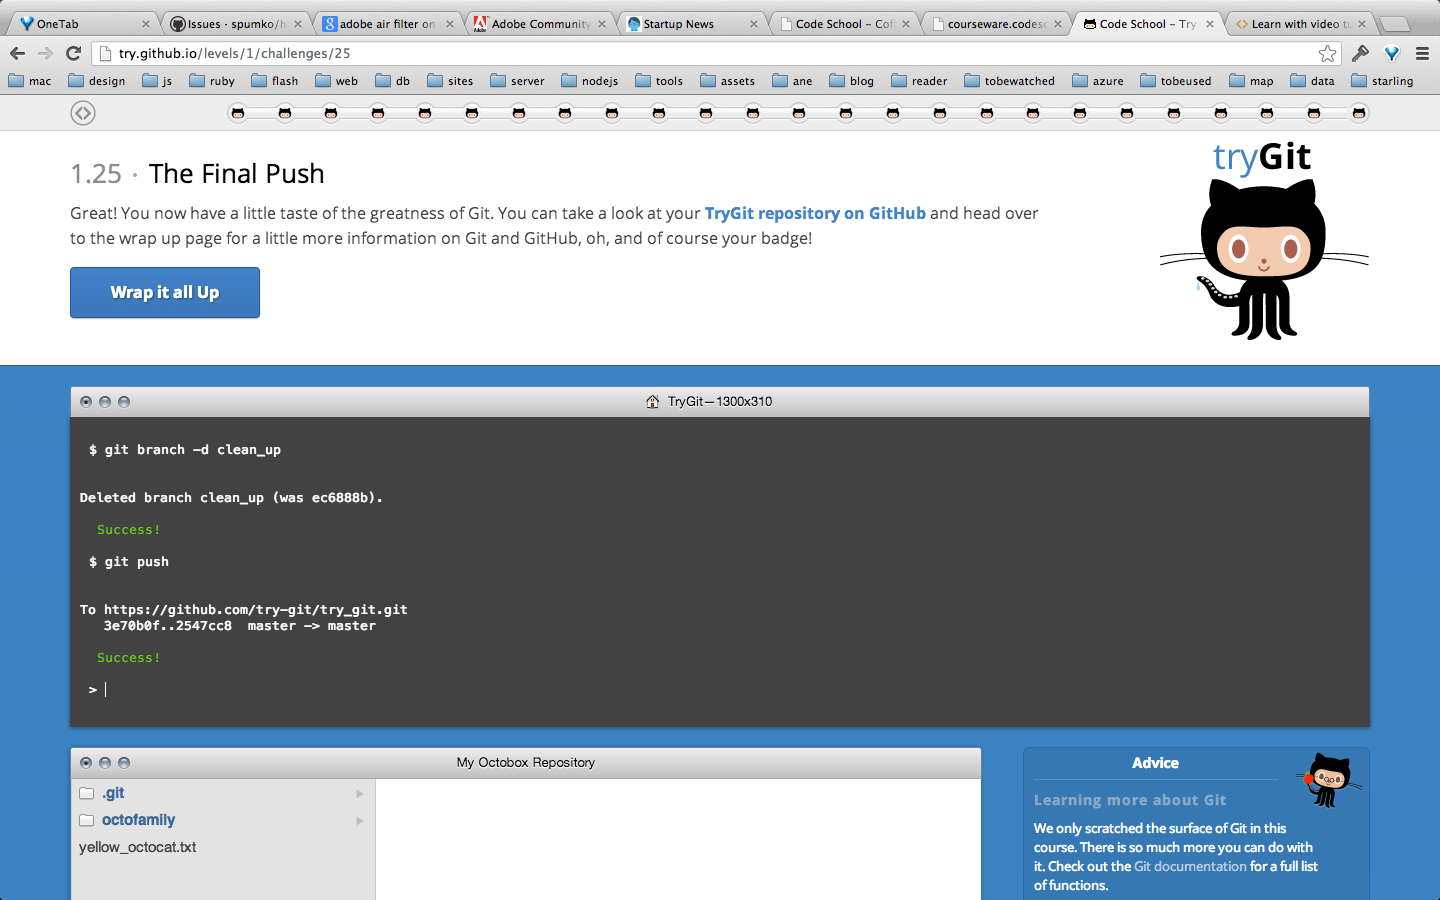 OneTab
Issues · spumko/h
adobe air filter on
Adobe Community
Startup News
Code School – Cof
courseware.codes
Code School – Try
Learn with video tu
try.github.io/levels/1/challenges/25
mac
design
js
ruby
flash
web
db
sites
server
nodejs
tools
assets
ane
blog
reader
tobewatched
azure
tobeused
map
data
starling
tryGit
1.25 · The Final Push
Great! You now have a little taste of the greatness of Git. You can take a look at your TryGit repository on GitHub and head over
to the wrap up page for a little more information on Git and GitHub, oh, and of course your badge!
Wrap it all Up
TryGit—1300x310
$ git branch -d clean_up
Deleted branch clean_up (was ec6888b).
Success!
$ git push
To https://github.com/try-git/try_git.git
3e70b0f..2547cc8  master -> master
Success!
>
My Octobox Repository
.git
octofamily
yellow_octocat.txt
Advice
Learning more about Git
We only scratched the surface of Git in this
course. There is so much more you can do with
it. Check out the Git documentation for a full list
of functions.